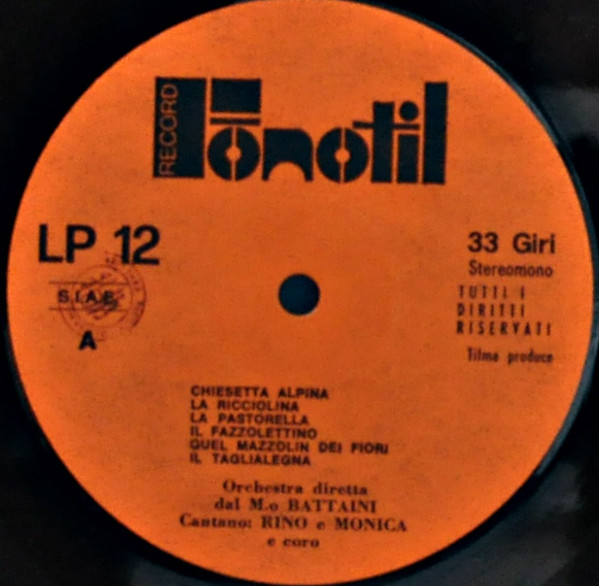 RECORD
Fonotil
LP 12
33 Giri
Stereomono
S.I.A.E.
TUTTI I
DIRITTI
RISERVATI
A
Tilma produce
CHIESETTA ALPINA
LA RICCIOLINA
LA PASTORELLA
IL FAZZOLETTINO
QUEL MAZZOLIN DEI FIORI
IL TAGLIALEGNA
Orchestra diretta
dal M.o BATTAINI
Cantano: RINO e MONICA
e coro